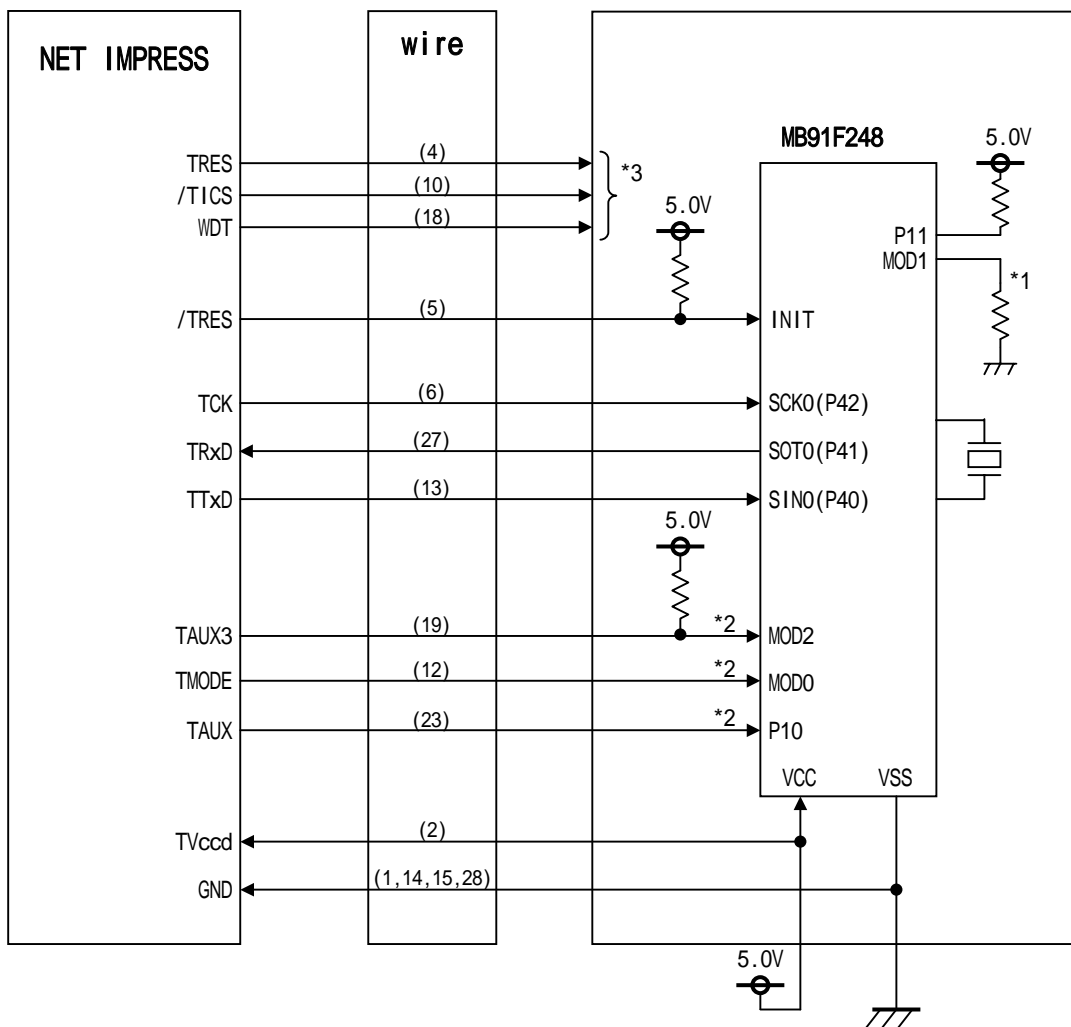 NET IMPRESS
wire
MB91F248
5.0V
TRES
(4)
*3
/TICS
(10)
WDT
(18)
5.0V
P11
MOD1
*1
/TRES
(5)
INIT
TCK
(6)
SCK0(P42)
TRxD
(27)
SOT0(P41)
TTxD
(13)
SIN0(P40)
5.0V
TAUX3
(19)
*2
MOD2
TMODE
(12)
*2
MOD0
TAUX
(23)
*2
P10
VCC
VSS
TVccd
(2)
GND
(1,14,15,28)
5.0V